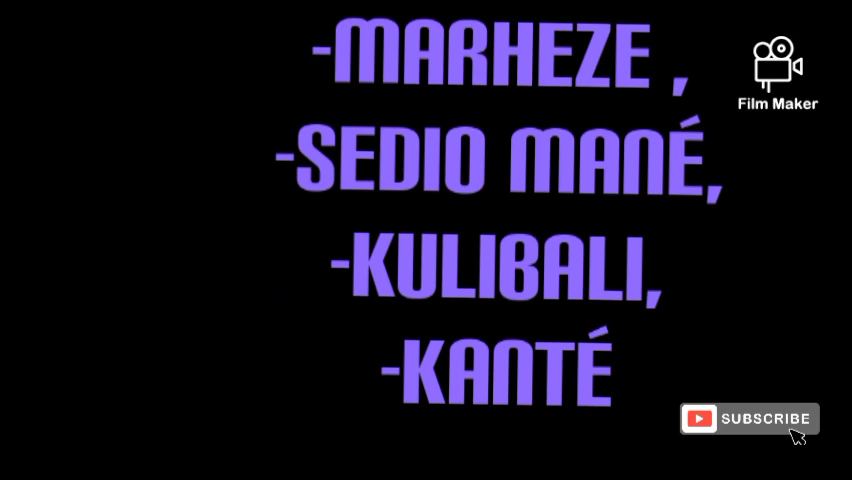 -MARHEZE ,
-SEDIO MANÉ,
-KULIBALI,
-KANTÉ
Film Maker
SUBSCRIBE